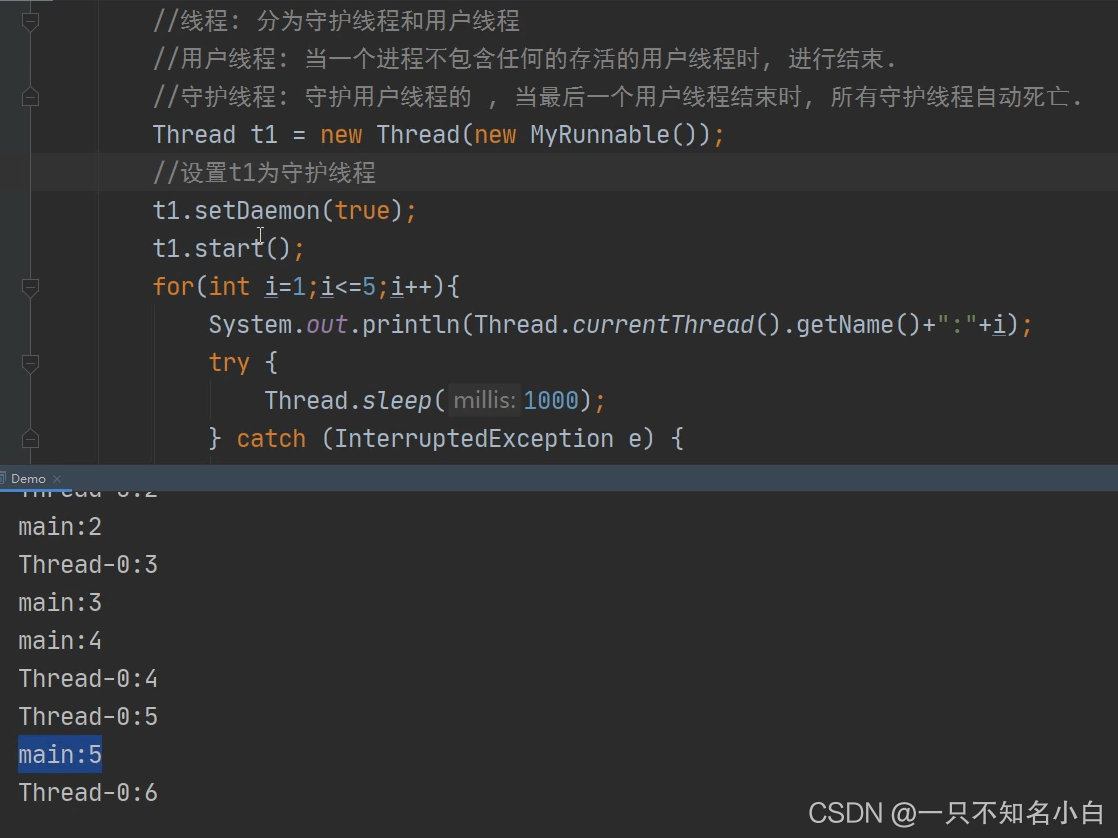 //线程: 分为守护线程和用户线程
//用户线程: 当一个进程不包含任何的存活的用户线程时, 进行结束.
//守护线程: 守护用户线程的 , 当最后一个用户线程结束时, 所有守护线程自动死亡.
Thread t1 = new Thread(new MyRunnable());
//设置t1为守护线程
t1.setDaemon(true);
t1.start();
for(int i=1;i<=5;i++){
System.out.println(Thread.currentThread().getName()+":"+i);
try {
Thread.sleep( millis: 1000);
} catch (InterruptedException e) {
Demo ×
Thread-0:2
main:2
Thread-0:3
main:3
main:4
Thread-0:4
Thread-0:5
main:5
Thread-0:6
CSDN @一只不知名小白